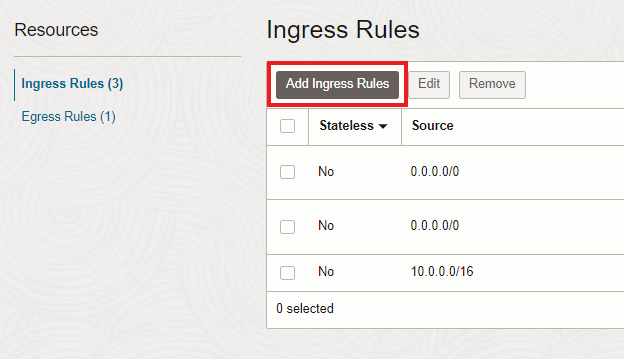 Resources
Ingress Rules (3)
Egress Rules (1)
Ingress Rules
Add Ingress Rules Edit Remove
Stateless Source
No 0.0.0.0/0
No 0.0.0.0/0
No 10.0.0.0/16
0 selected